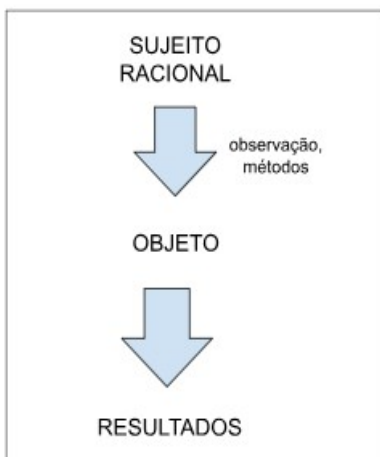 SUJEITO
RACIONAL
observação,
métodos
OBJETO
RESULTADOS